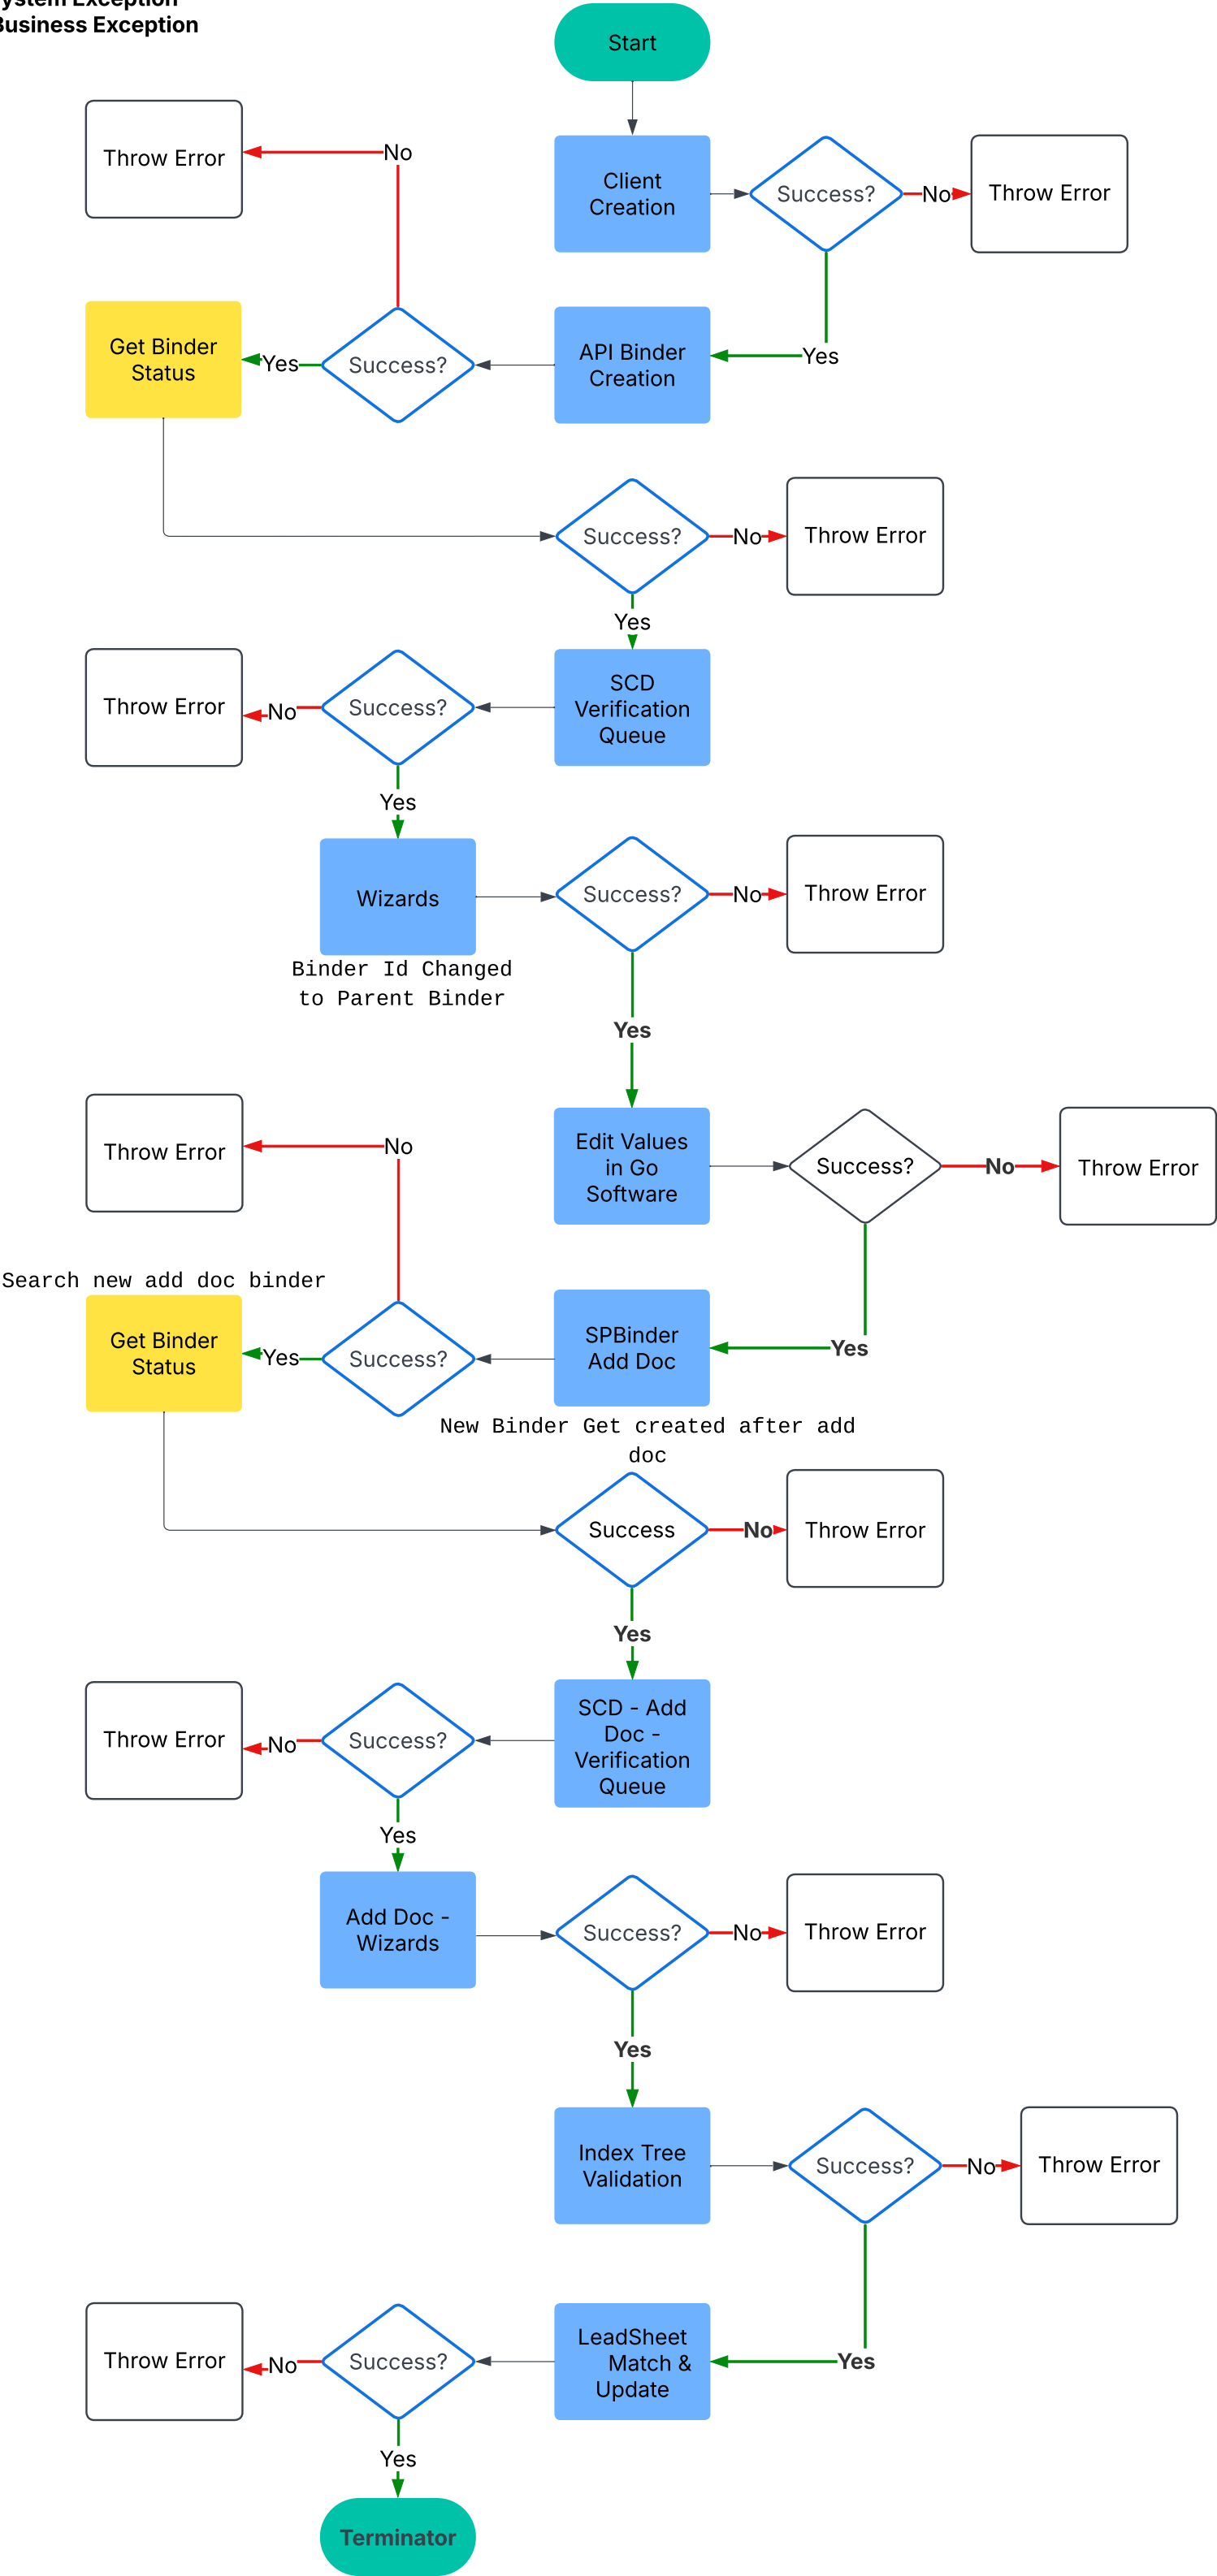 ystem Exception
Business Exception
Start
Throw Error
No
Client
Creation
Success?
No
Throw Error
Get Binder
Status
Yes
Success?
API Binder
Creation
Yes
Success?
No
Throw Error
Yes
Throw Error
No
Success?
SCD
Verification
Queue
Yes
Wizards
Success?
No
Throw Error
Binder Id Changed
to Parent Binder
Yes
Throw Error
No
Edit Values
in Go
Software
Success?
No
Throw Error
Search new add doc binder
Get Binder
Status
Yes
Success?
SPBinder
Add Doc
Yes
New Binder Get created after add
doc
Success
No
Throw Error
Yes
Throw Error
No
Success?
SCD - Add
Doc -
Verification
Queue
Yes
Add Doc -
Wizards
Success?
No
Throw Error
Yes
Index Tree
Validation
Success?
No
Throw Error
Throw Error
No
Success?
LeadSheet
Match &
Update
Yes
Yes
Terminator